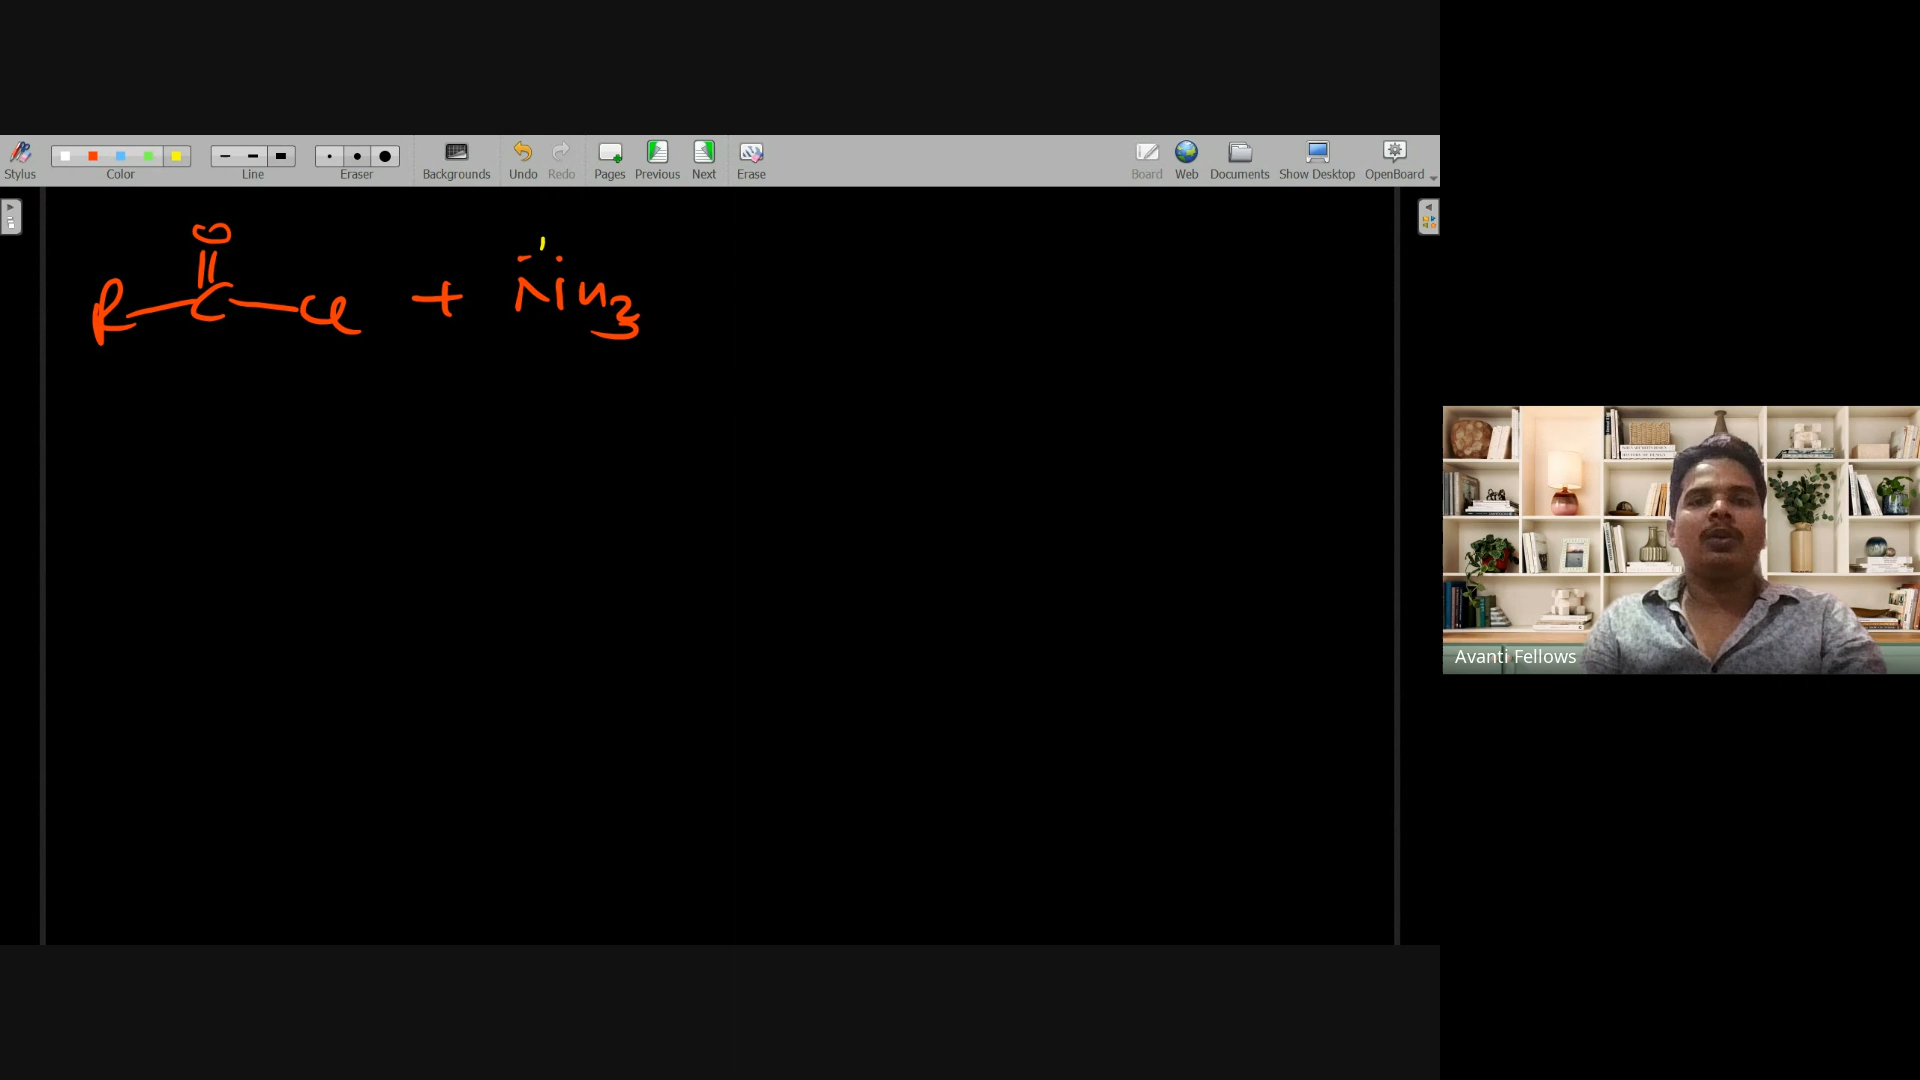 Stylus Color Line Eraser Backgrounds Undo Redo Pages Previous Next Erase Board Web Documents Show Desktop OpenBoard
O
R-C-Cl + NH3
Avanti Fellows